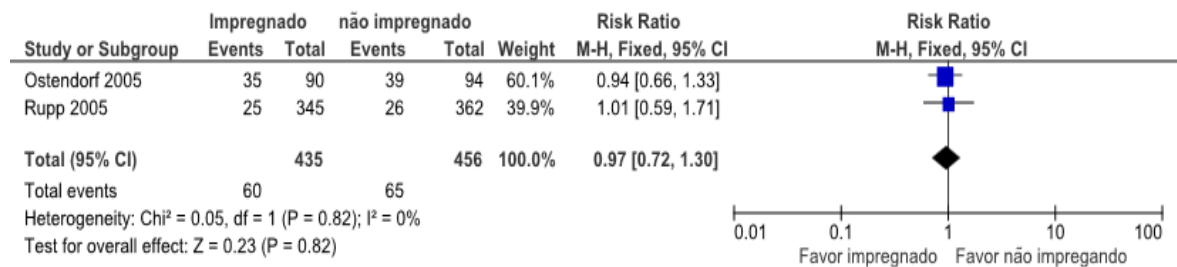 Impregnado não impregnado Risk Ratio Risk Ratio
Study or Subgroup Events Total Events Total Weight M-H, Fixed, 95% CI M-H, Fixed, 95% CI
Ostendorf 2005 35 90 39 94 60.1% 0.94 [0.66, 1.33]
Rupp 2005 25 345 26 362 39.9% 1.01 [0.59, 1.71]
Total (95% CI) 435 456 100.0% 0.97 [0.72, 1.30]
Total events 60 65
Heterogeneity: Chi² = 0.05, df = 1 (P = 0.82); I² = 0%
Test for overall effect: Z = 0.23 (P = 0.82)
0.01 0.1 1 10 100
Favor impregnado Favor não impregando